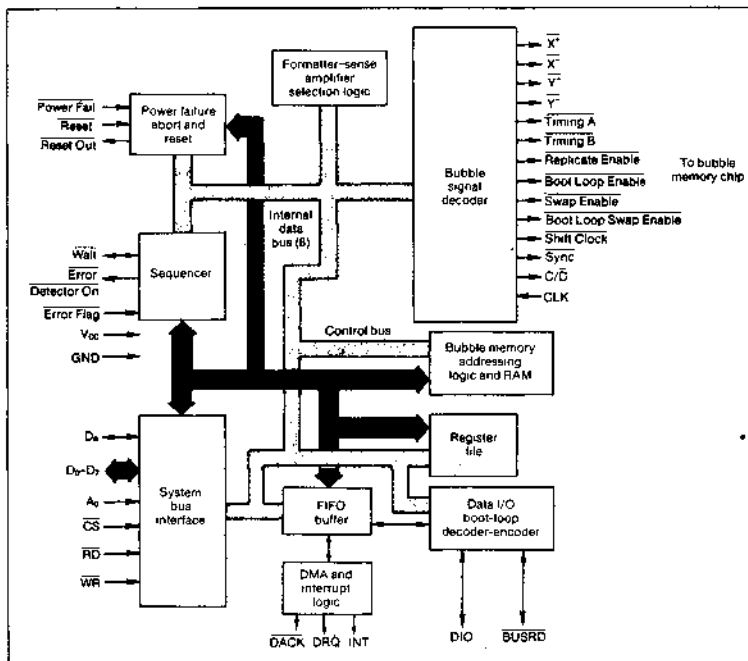 Formatter-sense
amplifier
selection logic
Power Fail
Reset
Reset Out
Power failure
abort and
reset
Bubble
signal
decoder
X+
X-
Y+
Y-
Timing A
Timing B
Replicate Enable
Boot Loop Enable
Swap Enable
Boot Loop Swap Enable
Shift Clock
Sync
C/D
CLK
To bubble
memory chip
Internal
data
bus (8)
Wait
Error
Detector On
Error Flag
VCC
GND
Sequencer
Control bus
Bubble memory
addressing
logic and RAM
Register
file
D8
D0-D7
A0
CS
RD
WR
System
bus
interface
FIFO
buffer
Data I/O
boot-loop
decoder-encoder
DMA and
interrupt
logic
DACK DRQ INT
DIO
BUSRD